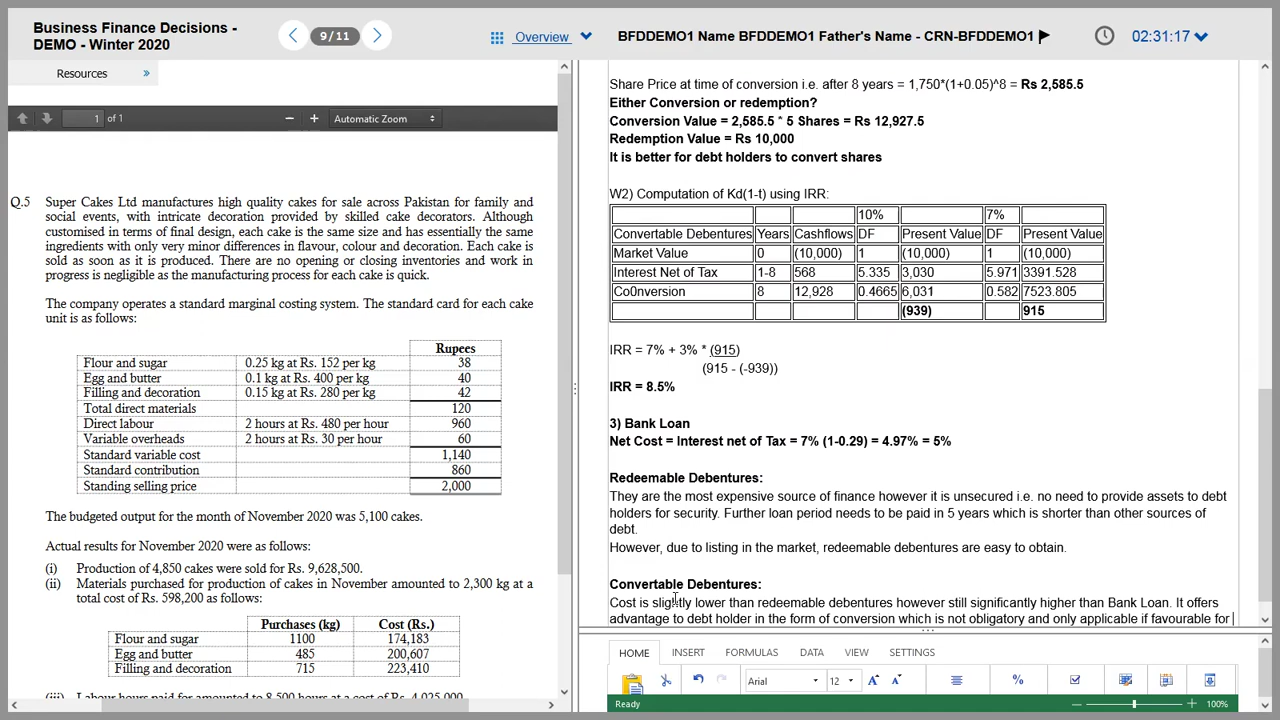 Business Finance Decisions -
DEMO - Winter 2020
9/11
Overview
BFDDEMO1 Name BFDDEMO1 Father's Name - CRN-BFDDEMO1
02:31:17
Resources »
1 of 1
Automatic Zoom
Q.5 Super Cakes Ltd manufactures high quality cakes for sale across Pakistan for family and
social events, with intricate decoration provided by skilled cake decorators. Although
customised in terms of final design, each cake is the same size and has essentially the same
ingredients with only very minor differences in flavour, colour and decoration. Each cake is
sold as soon as it is produced. There are no opening or closing inventories and work in
progress is negligible as the manufacturing process for each cake is quick.
The company operates a standard marginal costing system. The standard card for each cake
unit is as follows:
Rupees
Flour and sugar 0.25 kg at Rs. 152 per kg 38
Egg and butter 0.1 kg at Rs. 400 per kg 40
Filling and decoration 0.15 kg at Rs. 280 per kg 42
Total direct materials 120
Direct labour 2 hours at Rs. 480 per hour 960
Variable overheads 2 hours at Rs. 30 per hour 60
Standard variable cost 1,140
Standard contribution 860
Standing selling price 2,000
The budgeted output for the month of November 2020 was 5,100 cakes.
Actual results for November 2020 were as follows:
(i) Production of 4,850 cakes were sold for Rs. 9,628,500.
(ii) Materials purchased for production of cakes in November amounted to 2,300 kg at a
total cost of Rs. 598,200 as follows:
Purchases (kg) Cost (Rs.)
Flour and sugar 1100 174,183
Egg and butter 485 200,607
Filling and decoration 715 223,410
(iii) Labour hours paid for amounted to 8,500 hours at a cost of Rs. 4,025,000
Share Price at time of conversion i.e. after 8 years = 1,750*(1+0.05)^8 = Rs 2,585.5
Either Conversion or redemption?
Conversion Value = 2,585.5 * 5 Shares = Rs 12,927.5
Redemption Value = Rs 10,000
It is better for debt holders to convert shares
W2) Computation of Kd(1-t) using IRR:
10% 7%
Convertable Debentures Years Cashflows DF Present Value DF Present Value
Market Value 0 (10,000) 1 (10,000) 1 (10,000)
Interest Net of Tax 1-8 568 5.335 3,030 5.971 3391.528
Co0nversion 8 12,928 0.4665 6,031 0.582 7523.805
(939) 915
IRR = 7% + 3% * (915)
(915 - (-939))
IRR = 8.5%
3) Bank Loan
Net Cost = Interest net of Tax = 7% (1-0.29) = 4.97% = 5%
Redeemable Debentures:
They are the most expensive source of finance however it is unsecured i.e. no need to provide assets to debt
holders for security. Further loan period needs to be paid in 5 years which is shorter than other sources of
debt.
However, due to listing in the market, redeemable debentures are easy to obtain.
Convertable Debentures:
Cost is slightly lower than redeemable debentures however still significantly higher than Bank Loan. It offers
advantage to debt holder in the form of conversion which is not obligatory and only applicable if favourable for
HOME INSERT FORMULAS DATA VIEW SETTINGS
Arial 12 A A %
Ready 100%